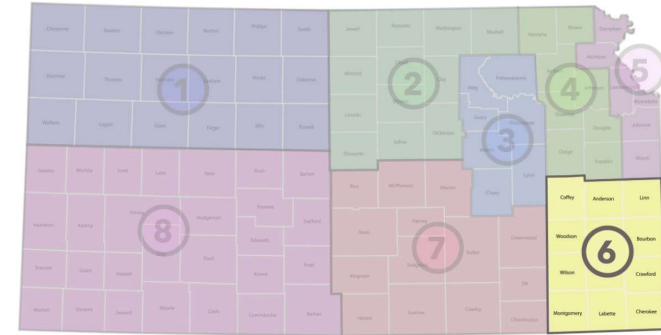 Cheyenne Rawlins Decatur Norton Phillips Smith
Jewell Republic Washington Marshall
Nemaha Brown Doniphan
Atchison
Sherman Thomas Sheridan Graham Rooks Osborne
Mitchell Cloud Clay
Riley Pottawatomie
Jackson
Wallace Logan Gove Trego Ellis Russell
Lincoln
Ellsworth Saline Dickinson
Geary Wabaunsee
Morris
Chase Lyon
Shawnee
Osage Douglas
Franklin
Wyandotte
Johnson
Miami
1
2
3
4
5
Greeley Wichita Scott Lane Ness Rush Barton
Hamilton Kearny Finney Hodgeman Pawnee Stafford
Edwards
Stanton Grant Haskell Gray Ford Kiowa Pratt
Morton Stevens Seward Meade Clark Comanche Barber
8
Rice McPherson Marion
Reno Harvey
Kingman Sedgwick Butler Greenwood
Elk
Harper Sumner Cowley Chautauqua
7
Coffey Anderson Linn
Woodson Bourbon
6
Wilson Crawford
Montgomery Labette Cherokee